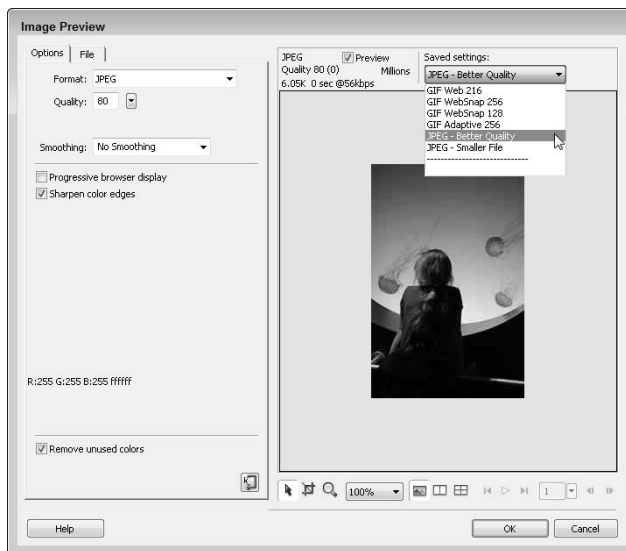 Image Preview
Options File
Format: JPEG
Quality: 80
Smoothing: No Smoothing
Progressive browser display
Sharpen color edges
R:255 G:255 B:255 ffffff
Remove unused colors
JPEG Preview
Quality 80 (0) Millions
6.05K 0 sec @56kbps
Saved settings:
JPEG - Better Quality
GIF Web 216
GIF WebSnap 256
GIF WebSnap 128
GIF Adaptive 256
JPEG - Better Quality
JPEG - Smaller File
----------------------------
100% 1
Help OK Cancel